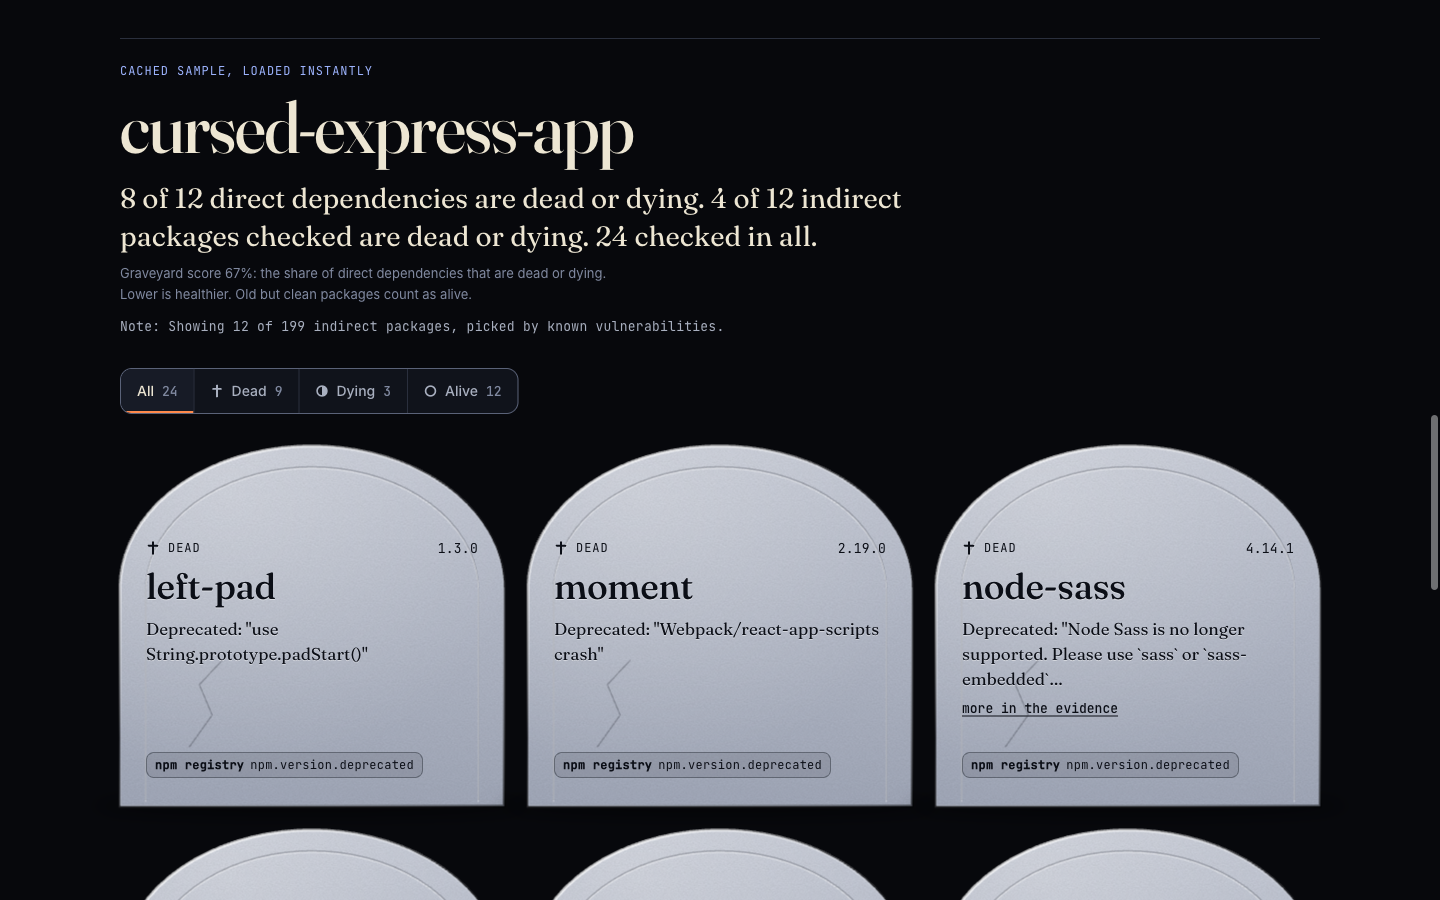 CACHED SAMPLE, LOADED INSTANTLY
cursed-express-app
8 of 12 direct dependencies are dead or dying. 4 of 12 indirect
packages checked are dead or dying. 24 checked in all.
Graveyard score 67%: the share of direct dependencies that are dead or dying.
Lower is healthier. Old but clean packages count as alive.
Note: Showing 12 of 199 indirect packages, picked by known vulnerabilities.
All 24 Dead 9 Dying 3 Alive 12
DEAD 1.3.0
left-pad
Deprecated: "use
String.prototype.padStart()"
npm registry npm.version.deprecated
DEAD 2.19.0
moment
Deprecated: "Webpack/react-app-scripts
crash"
npm registry npm.version.deprecated
DEAD 4.14.1
node-sass
Deprecated: "Node Sass is no longer
supported. Please use `sass` or `sass-
embedded`...
more in the evidence
npm registry npm.version.deprecated